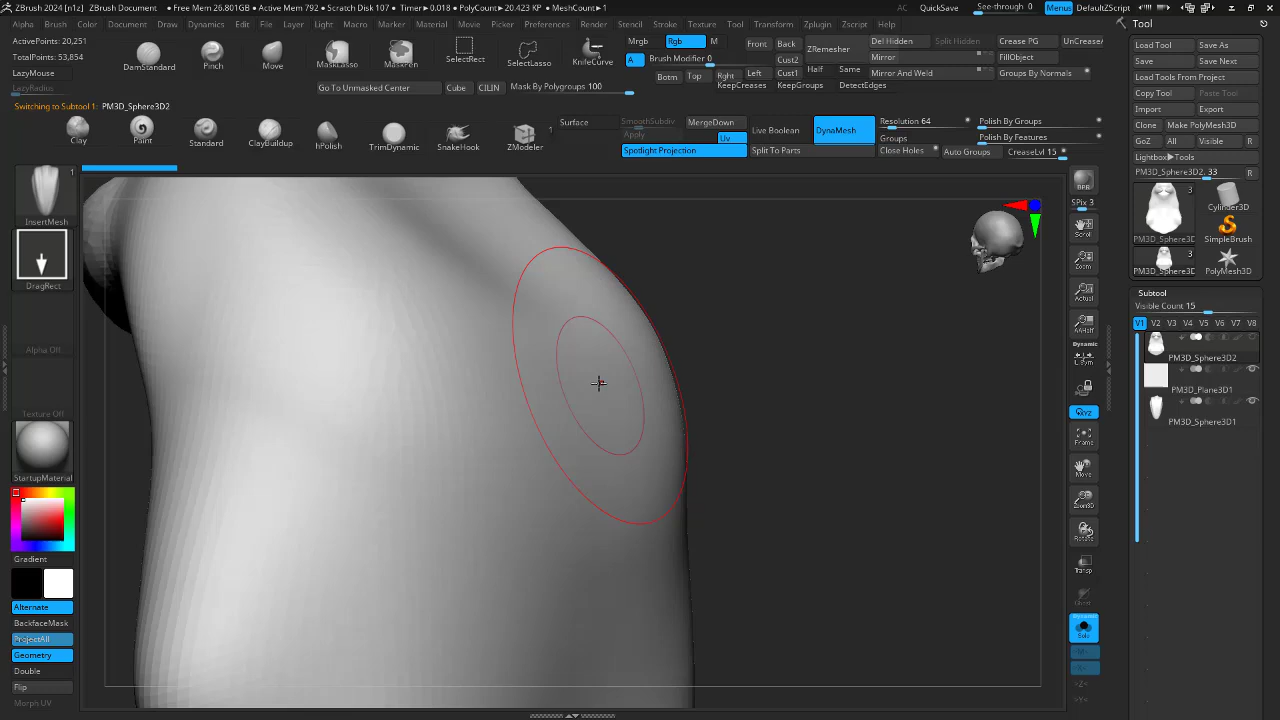 ZBrush 2024 [n1z] ZBrush Document • Free Mem 26.801GB • Active Mem 792 • Scratch Disk 107 • Timer▶0.018 • PolyCount▶20.423 KP • MeshCount▶1
AC QuickSave See-through 0 Menus DefaultZScript
Alpha Brush Color Document Draw Dynamics Edit File Layer Light Macro Marker Material Movie Picker Preferences Render Stencil Stroke Texture Tool Transform Zplugin Zscript Help
Tool
ActivePoints: 20,251
TotalPoints: 53,854
LazyMouse
LazyRadius
Switching to Subtool 1: PM3D_Sphere3D2
DamStandard Pinch Move MaskLasso MaskPen SelectRect SelectLasso KnifeCurve
Mrgb Rgb M
A Brush Modifier 0
Botm Top Rght Left
Front Back
Cust2
Cust1
KeepCreases
ZRemesher
Half Same
KeepGroups
Del Hidden Split Hidden Crease PG UnCrease
Mirror FillObject
Mirror And Weld Groups By Normals
DetectEdges
Go To Unmasked Center Cube CILIN Mask By Polygroups 100
Clay Paint Standard ClayBuildup hPolish TrimDynamic SnakeHook 1 ZModeler
Surface SmoothSubdiv MergeDown
Apply Uv
Spotlight Projection
Live Boolean
Split To Parts
DynaMesh
Resolution 64
Groups
Close Holes
Polish By Groups
Polish By Features
Auto Groups CreaseLvl 15
Load Tool Save As
Save Save Next
Load Tools From Project
Copy Tool Paste Tool
Import Export
Clone Make PolyMesh3D
GoZ All Visible R
Lightbox▶Tools
PM3D_Sphere3D2. 33 R
3
PM3D_Sphere3D
Cylinder3D
SimpleBrush
3
PM3D_Sphere3D
PolyMesh3D
Subtool
Visible Count 15
V1 V2 V3 V4 V5 V6 V7 V8
PM3D_Sphere3D2
PM3D_Plane3D1
PM3D_Sphere3D1
1
InsertMesh
DragRect
Alpha Off
Texture Off
StartupMaterial
Gradient
Alternate
BackfaceMask
ProjectAll
Geometry
Double
Flip
Morph UV
BPR
SPix 3
Scroll
Zoom
Actual
AAHalf
Dynamic
L.Sym
XYZ
Frame
Move
Zoom3D
Rotate
Transp
Ghost
Dynamic
Solo
>M<
>X<
>Z<
>Y<